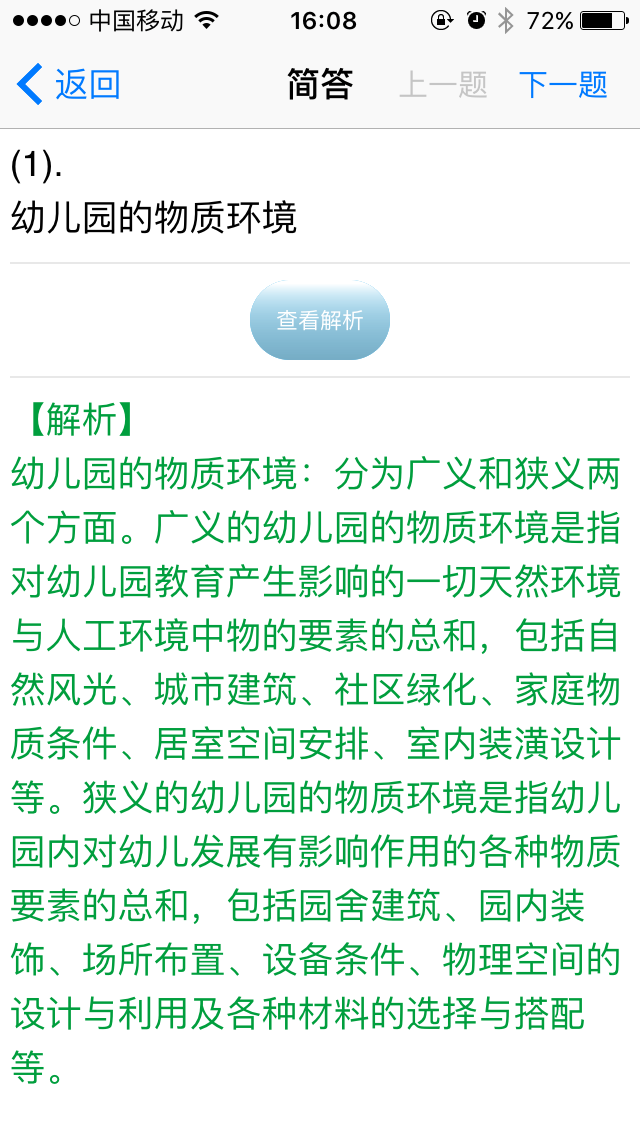 中国移动 16:08 72%
返回 简答 上一题 下一题
(1).
幼儿园的物质环境
查看解析
【解析】
幼儿园的物质环境：分为广义和狭义两
个方面。广义的幼儿园的物质环境是指
对幼儿园教育产生影响的一切天然环境
与人工环境中物的要素的总和，包括自
然风光、城市建筑、社区绿化、家庭物
质条件、居室空间安排、室内装潢设计
等。狭义的幼儿园的物质环境是指幼儿
园内对幼儿发展有影响作用的各种物质
要素的总和，包括园舍建筑、园内装
饰、场所布置、设备条件、物理空间的
设计与利用及各种材料的选择与搭配
等。